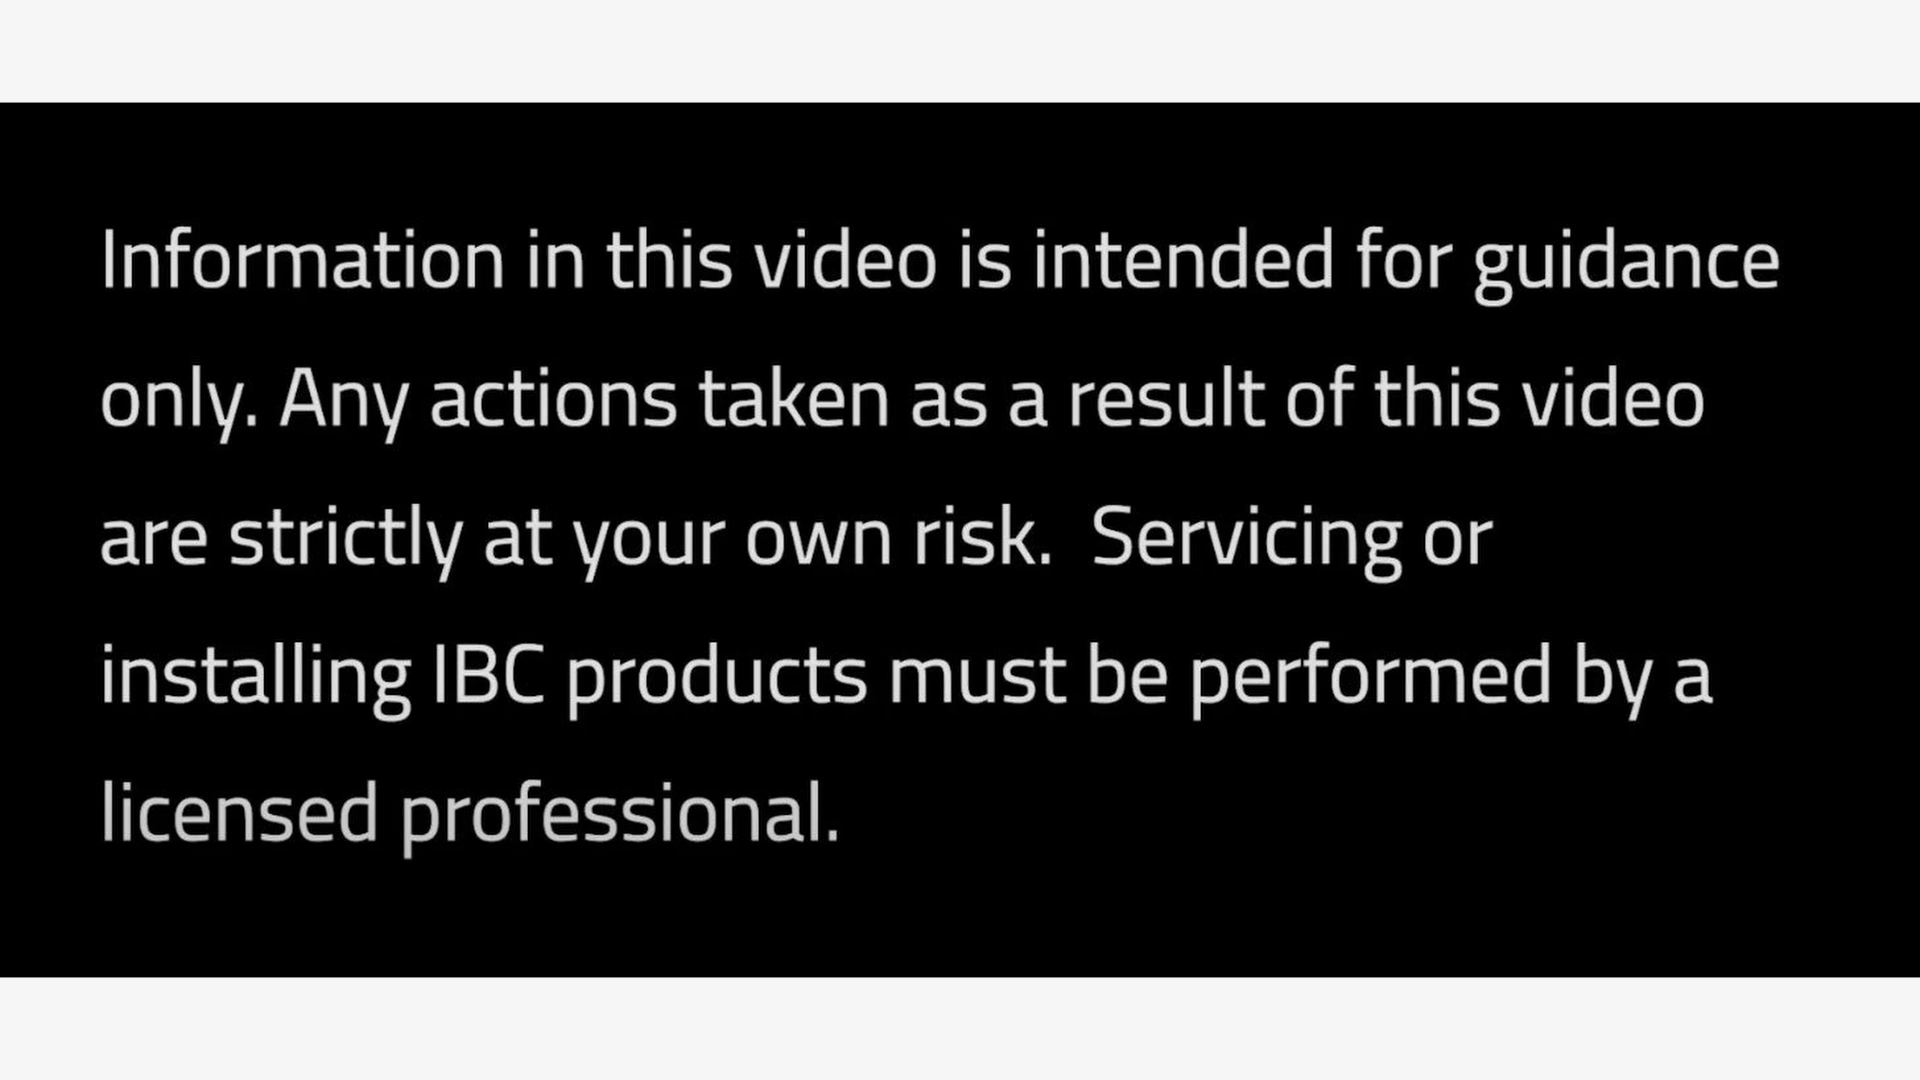 Information in this video is intended for guidance
only. Any actions taken as a result of this video
are strictly at your own risk.  Servicing or
installing IBC products must be performed by a
licensed professional.